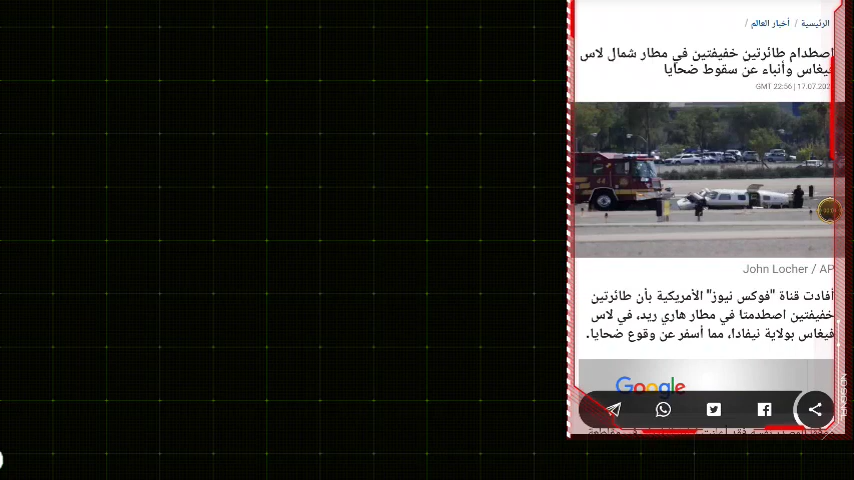 الرئيسية / أخبار العالم /
اصطدام طائرتين خفيفتين في مطار شمال لاس
فيغاس وأنباء عن سقوط ضحايا
GMT 22:56 | 17.07.202
John Locher / AP
أفادت قناة "فوكس نيوز" الأمريكية بأن طائرتين
خفيفتين اصطدمتا في مطار هاري ريد، في لاس
فيغاس بولاية نيفادا، مما أسفر عن وقوع ضحايا.
Google
NO SIGNAL